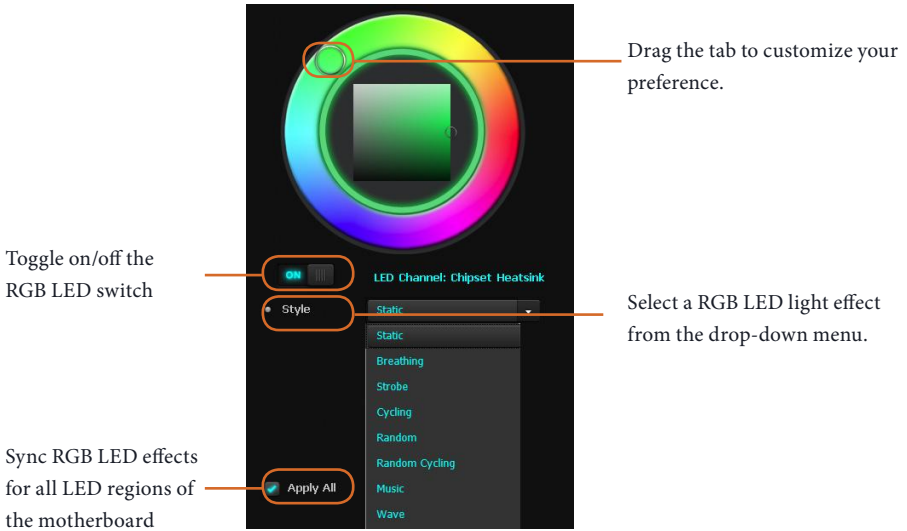 Drag the tab to customize your
preference.
Toggle on/off the
RGB LED switch
ON
LED Channel: Chipset Heatsink
Style
Static
Select a RGB LED light effect
from the drop-down menu.
Static
Breathing
Strobe
Cycling
Random
Random Cycling
Music
Wave
Sync RGB LED effects
for all LED regions of
the motherboard
Apply All